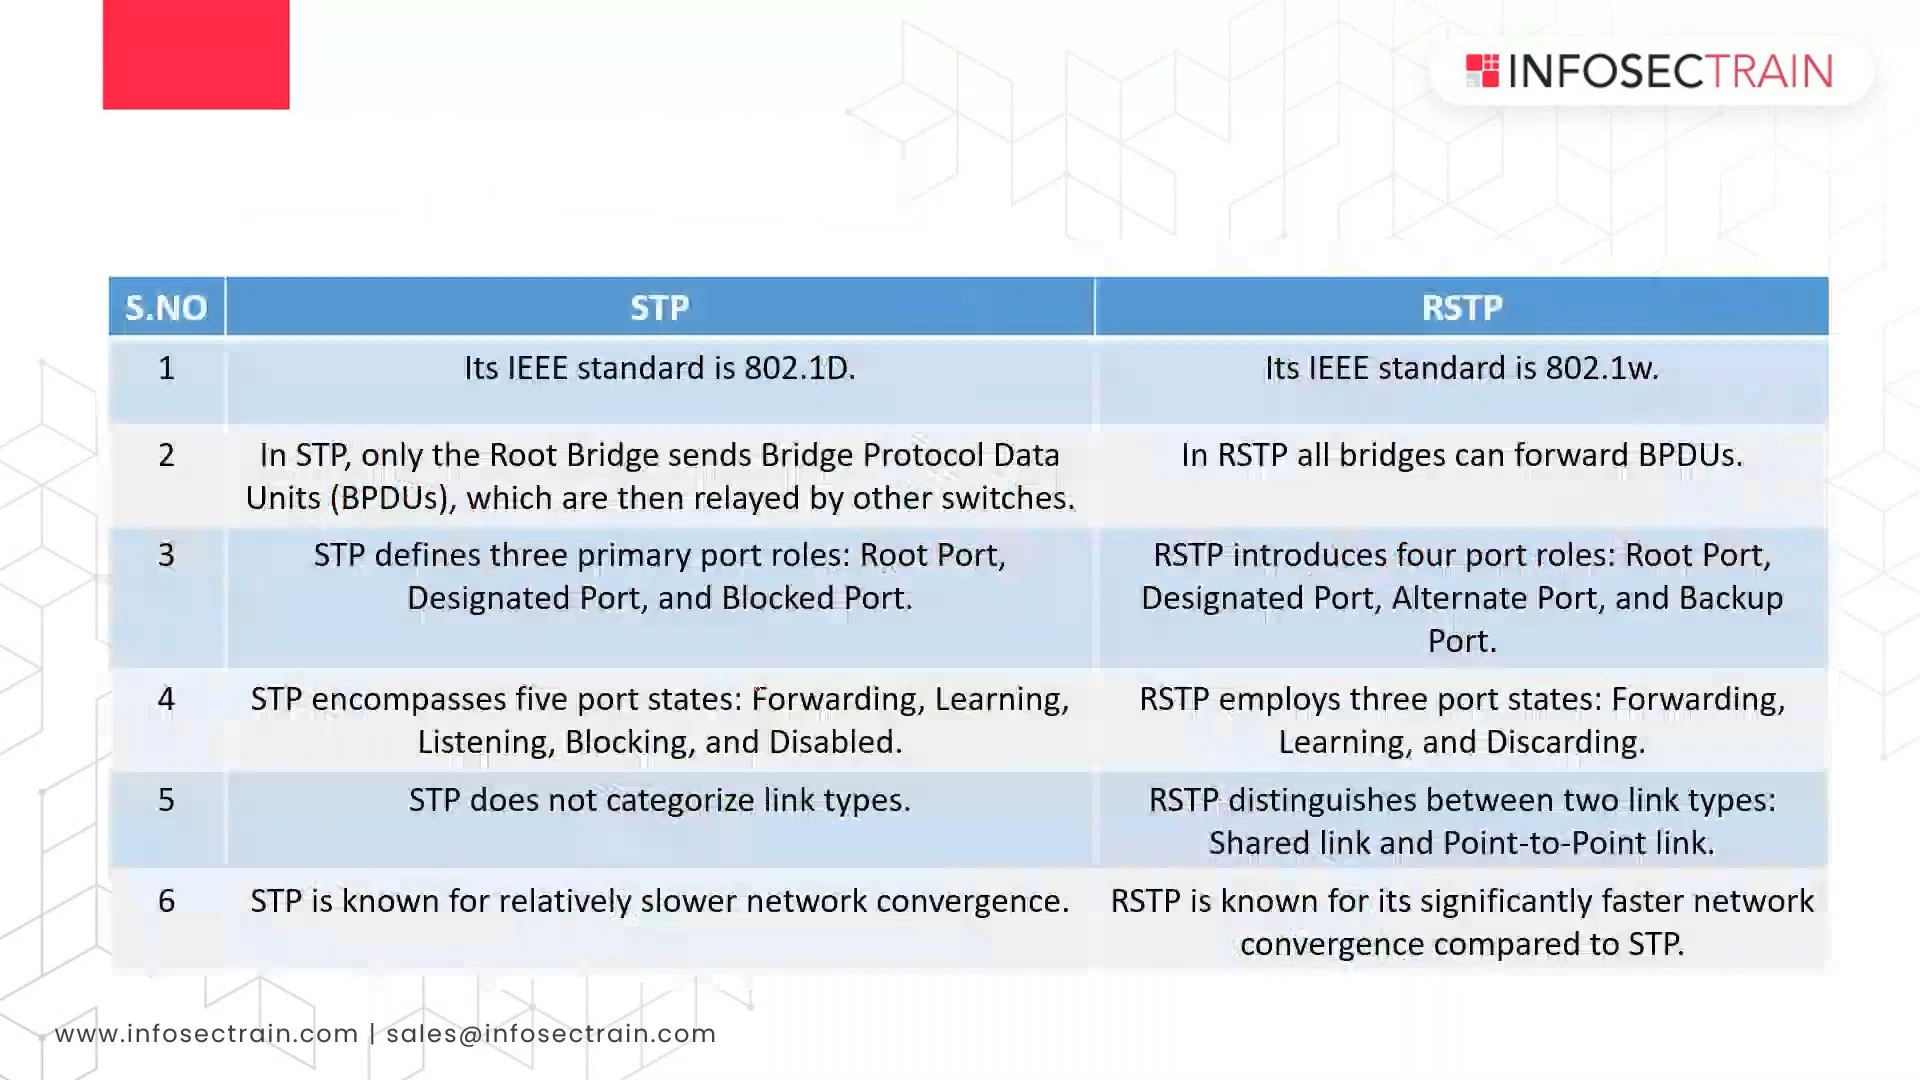 INFOSECTRAIN
S.NO STP RSTP
1 Its IEEE standard is 802.1D. Its IEEE standard is 802.1w.
2 In STP, only the Root Bridge sends Bridge Protocol Data In RSTP all bridges can forward BPDUs.
Units (BPDUs), which are then relayed by other switches.
3 STP defines three primary port roles: Root Port, RSTP introduces four port roles: Root Port,
Designated Port, and Blocked Port. Designated Port, Alternate Port, and Backup
Port.
4 STP encompasses five port states: Forwarding, Learning, RSTP employs three port states: Forwarding,
Listening, Blocking, and Disabled. Learning, and Discarding.
5 STP does not categorize link types. RSTP distinguishes between two link types:
Shared link and Point-to-Point link.
6 STP is known for relatively slower network convergence. RSTP is known for its significantly faster network
convergence compared to STP.
www.infosectrain.com | sales@infosectrain.com